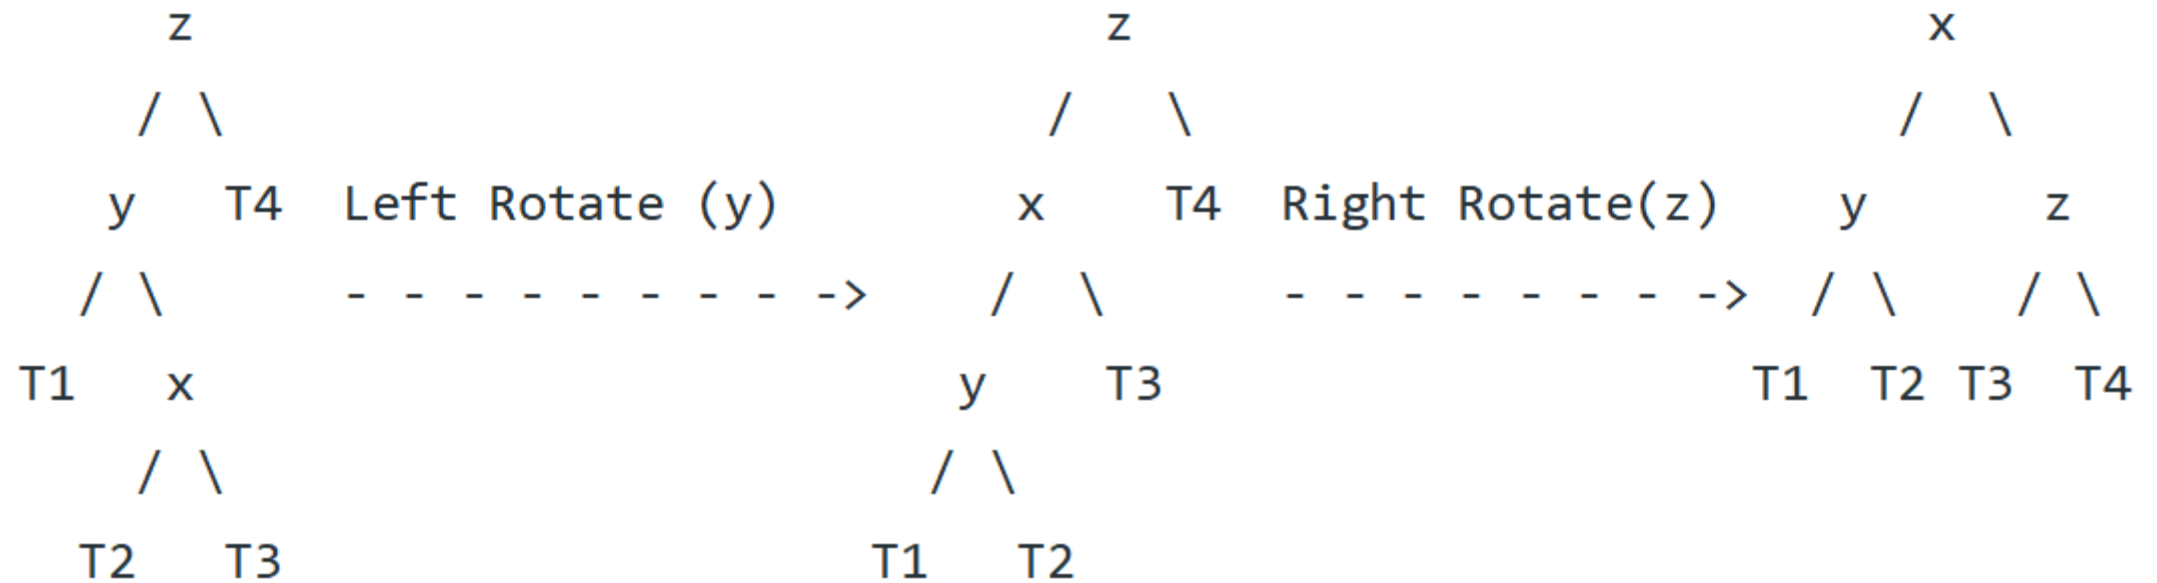 z                               z                           x
/ \                            /   \                        /  \
y   T4  Left Rotate (y)        x    T4  Right Rotate(z)    y      z
/ \      - - - - - - - - ->    /  \      - - - - - - - ->  / \    / \
T1   x                        y    T3                    T1  T2 T3  T4
/ \                        / \
T2   T3                    T1   T2